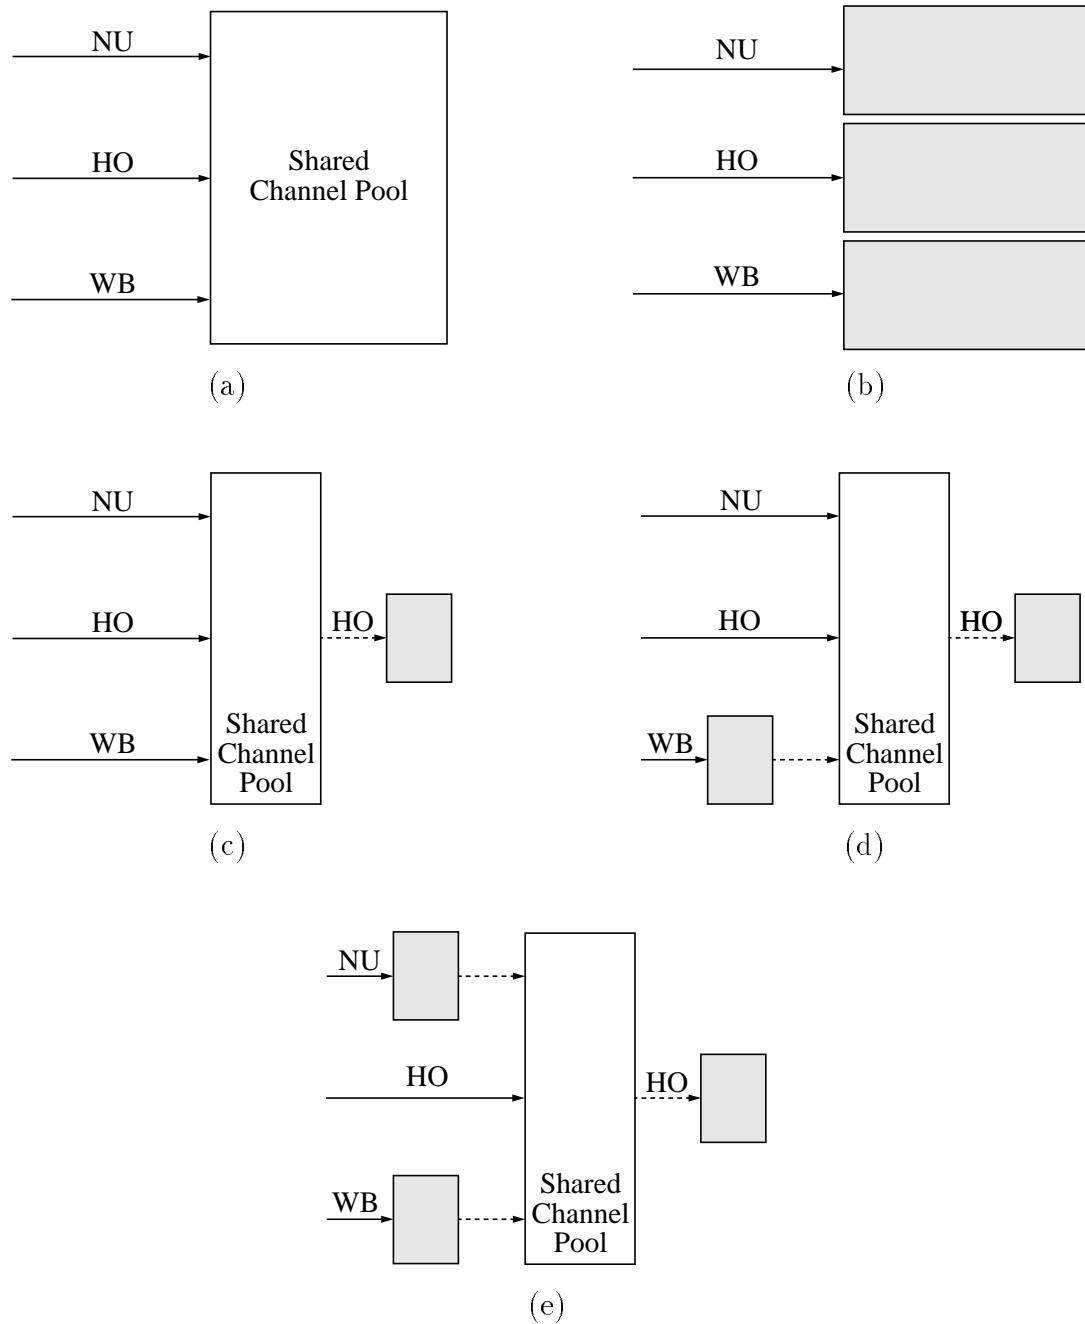 NU
HO
WB
Shared
Channel Pool
(a)
NU
HO
WB
(b)
NU
HO
WB
HO
Shared
Channel
Pool
(c)
NU
HO
WB
HO
Shared
Channel
Pool
(d)
NU
HO
WB
HO
Shared
Channel
Pool
(e)